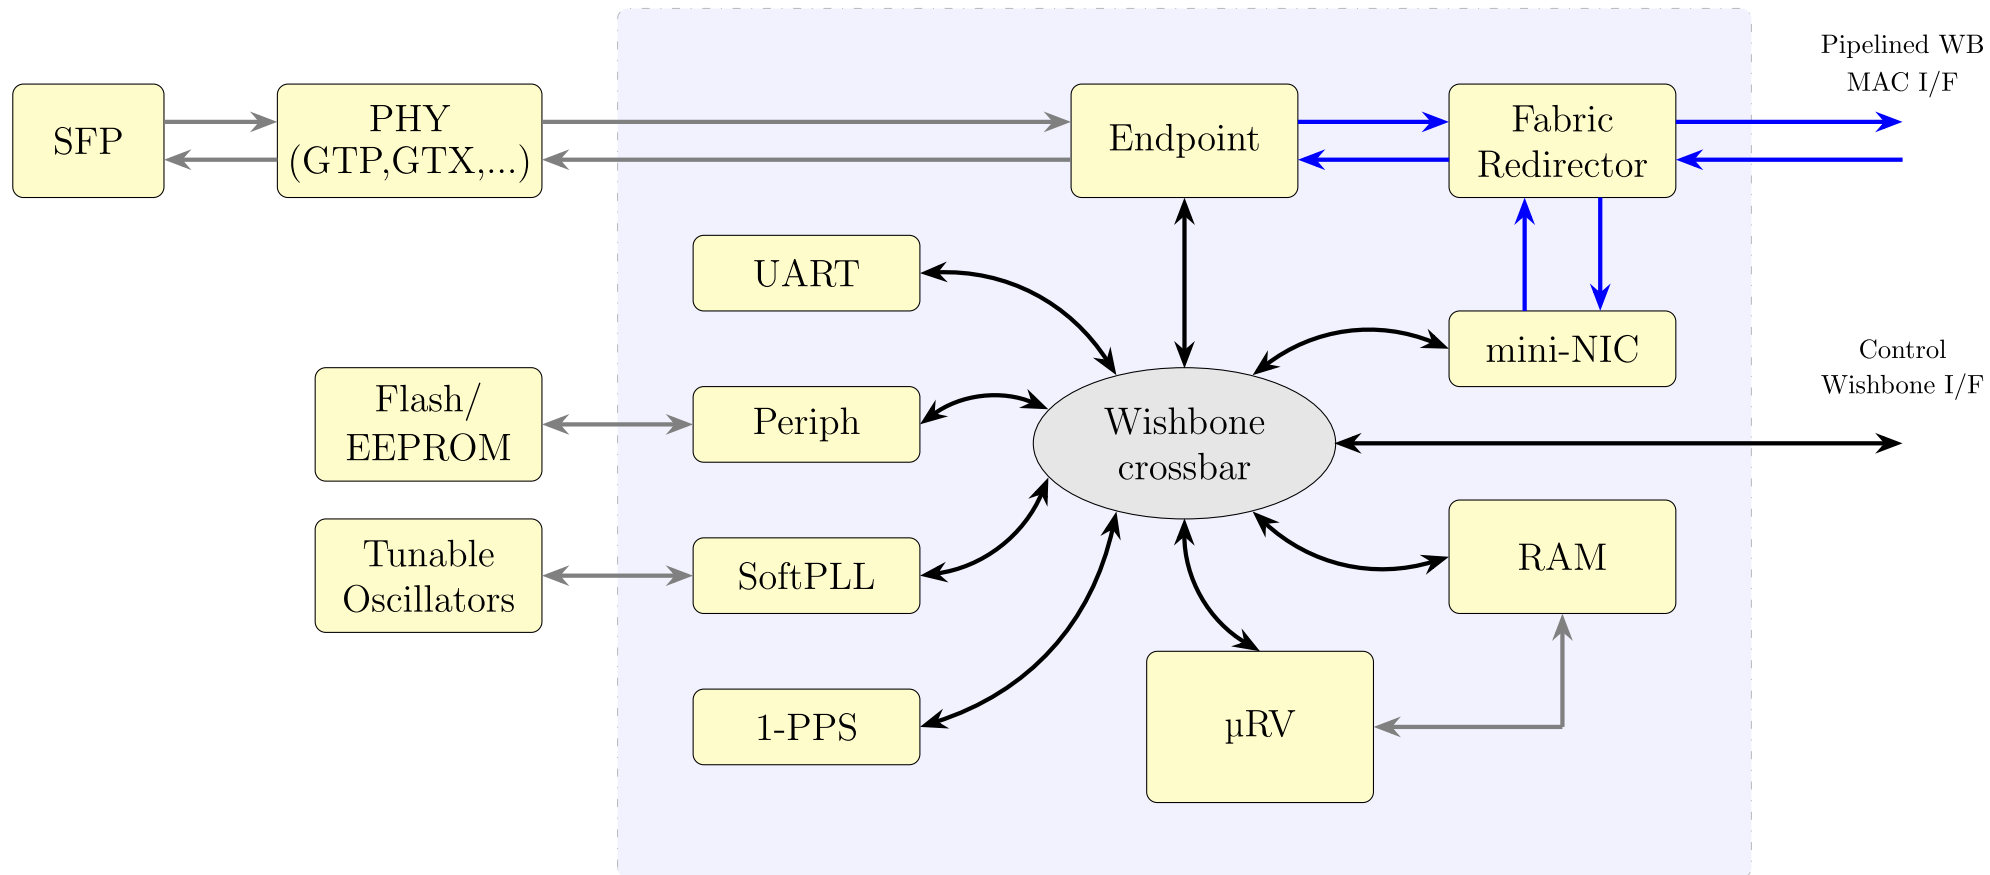 Pipelined WB
MAC I/F
SFP
PHY
(GTP,GTX,...)
Endpoint
Fabric
Redirector
UART
mini-NIC
Control
Wishbone I/F
Flash/
EEPROM
Periph
Wishbone
crossbar
Tunable
Oscillators
SoftPLL
RAM
1-PPS
µRV